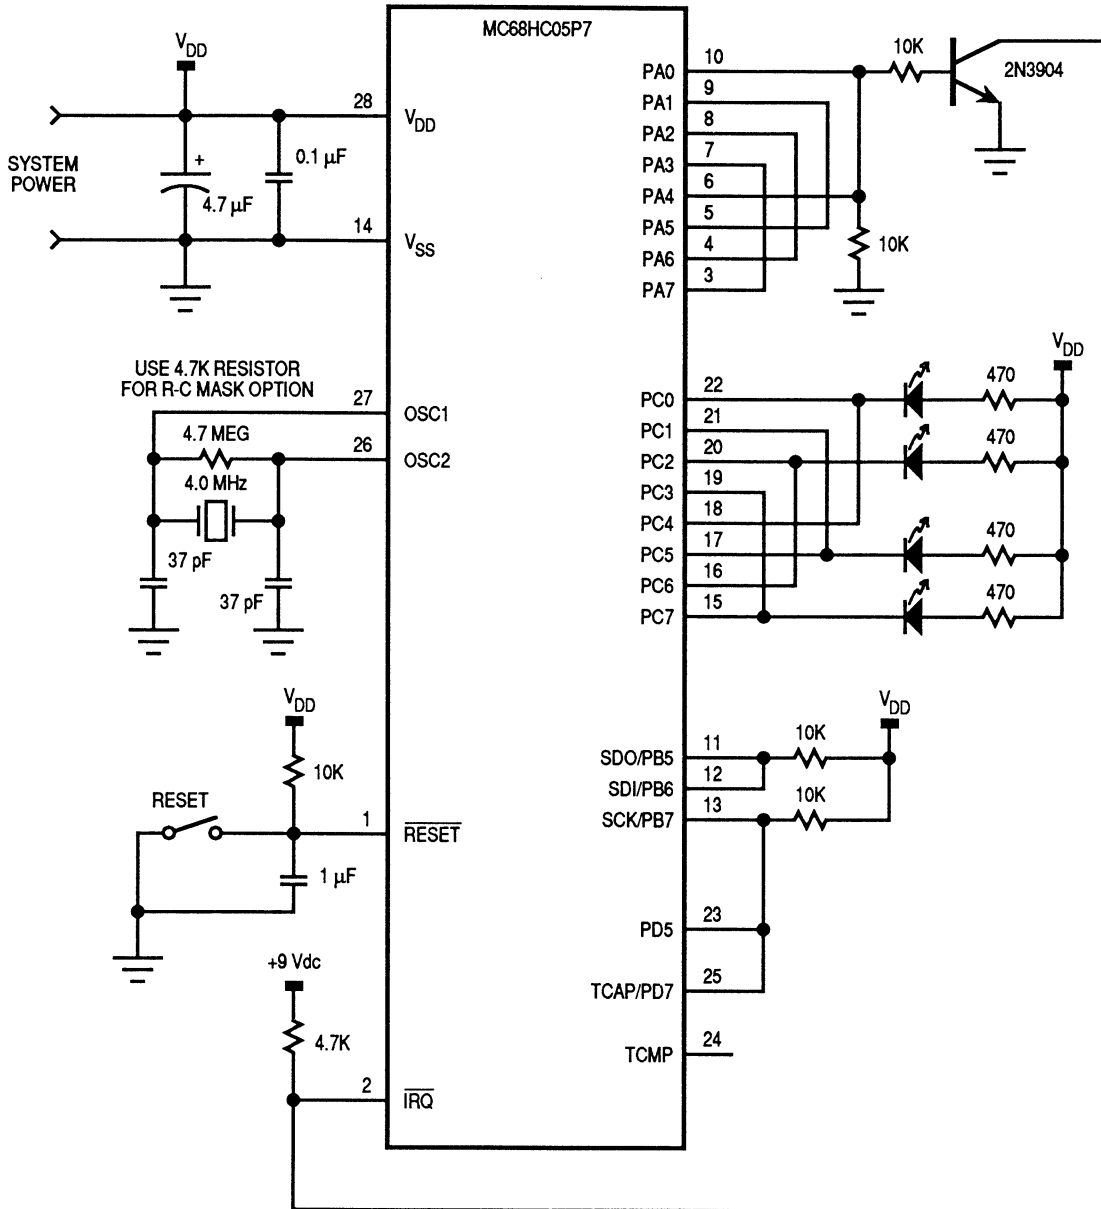 MC68HC05P7
VDD
SYSTEM
POWER
+
4.7 µF
0.1 µF
28
VDD
14
VSS
USE 4.7K RESISTOR
FOR R-C MASK OPTION
27
OSC1
4.7 MEG
26
OSC2
4.0 MHz
37 pF
37 pF
VDD
10K
RESET
1
RESET
1 µF
+9 Vdc
4.7K
2
IRQ
PA0
10
10K
2N3904
PA1
9
PA2
8
PA3
7
PA4
6
PA5
5
10K
PA6
4
PA7
3
VDD
PC0
22
470
PC1
21
PC2
20
470
PC3
19
PC4
18
PC5
17
470
PC6
16
PC7
15
470
VDD
SDO/PB5
11
10K
SDI/PB6
12
SCK/PB7
13
10K
PD5
23
TCAP/PD7
25
TCMP
24